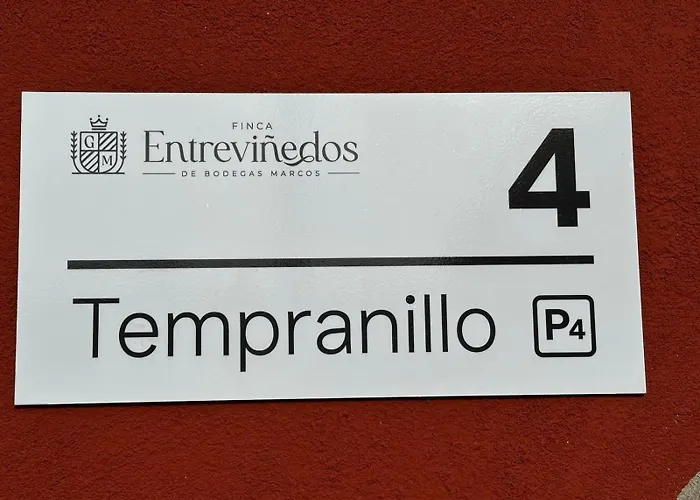 G
M
FINCA
Entreviñedos
DE BODEGAS MARCOS
4
Tempranillo
P4